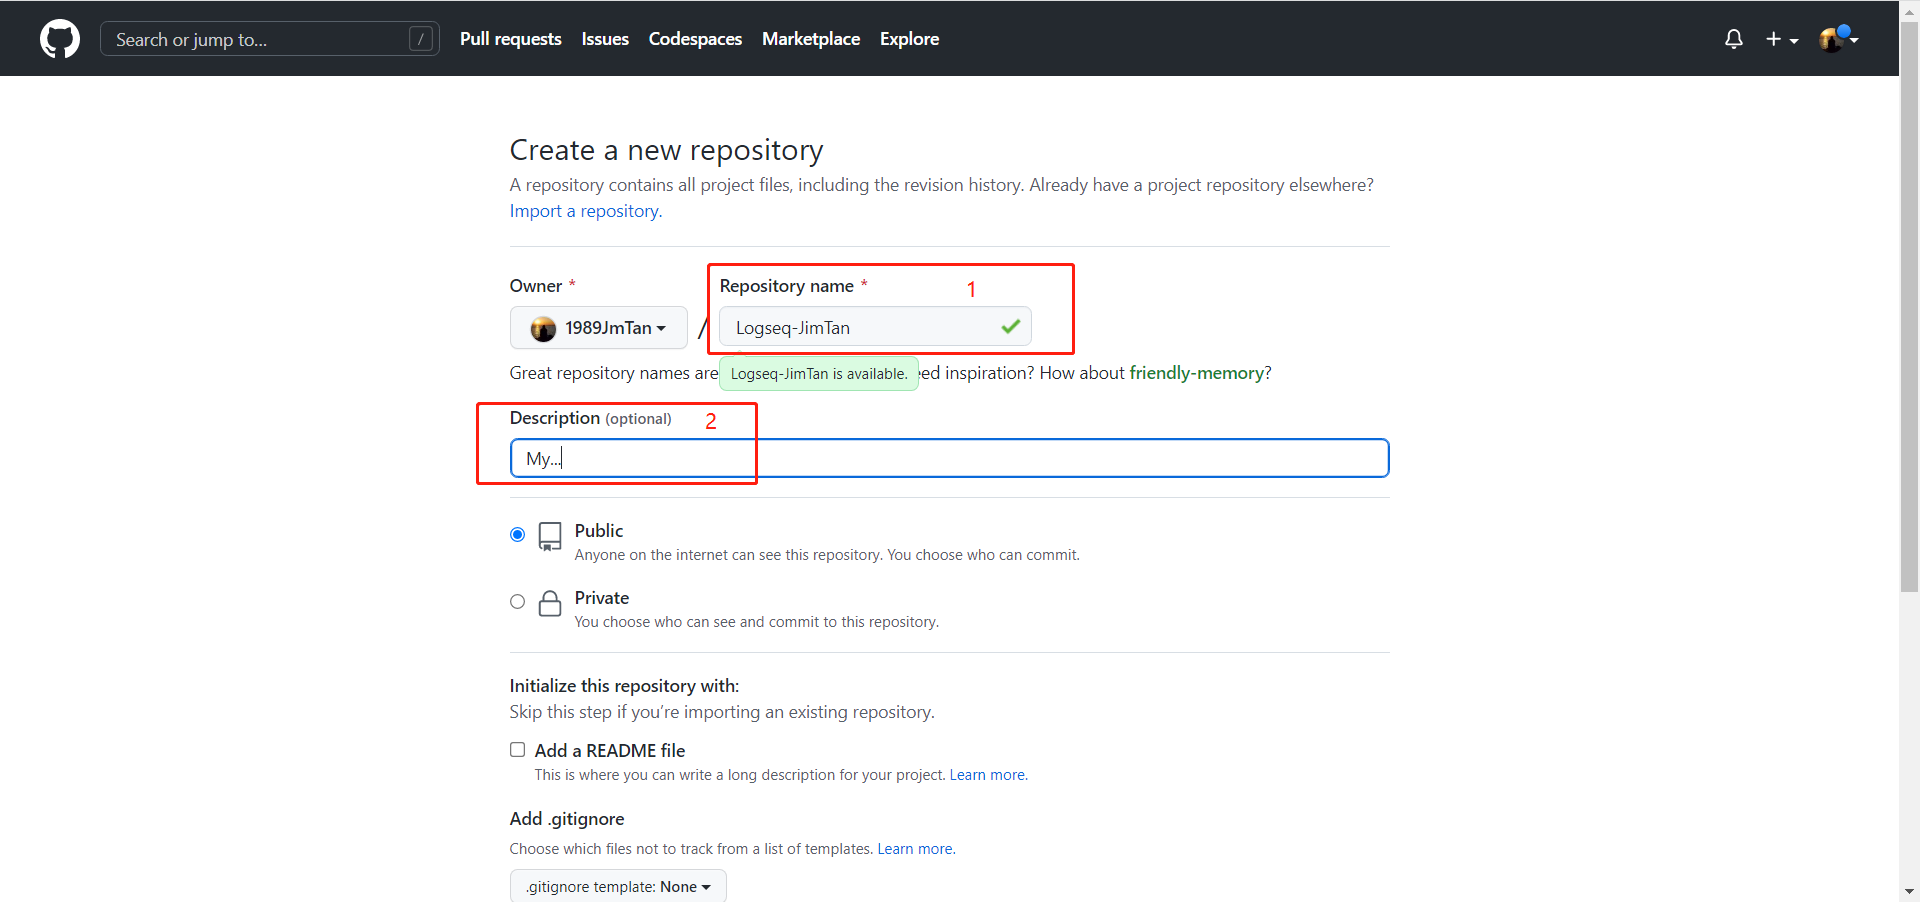 Search or jump to... / Pull requests Issues Codespaces Marketplace Explore
Create a new repository
A repository contains all project files, including the revision history. Already have a project repository elsewhere?
Import a repository.
Owner * Repository name * 1
1989JmTan / Logseq-JimTan
Great repository names are Logseq-JimTan is available. eed inspiration? How about friendly-memory?
Description (optional) 2
My...
Public
Anyone on the internet can see this repository. You choose who can commit.
Private
You choose who can see and commit to this repository.
Initialize this repository with:
Skip this step if you’re importing an existing repository.
Add a README file
This is where you can write a long description for your project. Learn more.
Add .gitignore
Choose which files not to track from a list of templates. Learn more.
.gitignore template: None